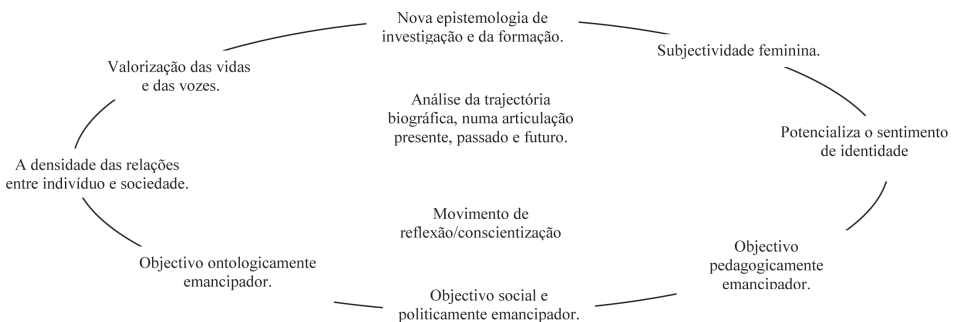 Nova epistemologia de
investigação e da formação.
Subjectividade feminina.
Valorização das vidas
e das vozes.
Análise da trajectória
biográfica, numa articulação
presente, passado e futuro.
Potencializa o sentimento
de identidade
A densidade das relações
entre indivíduo e sociedade.
Movimento de
reflexão/conscientização
Objectivo
pedagogicamente
emancipador.
Objectivo ontologicamente
emancipador.
Objectivo social e
politicamente emancipador.